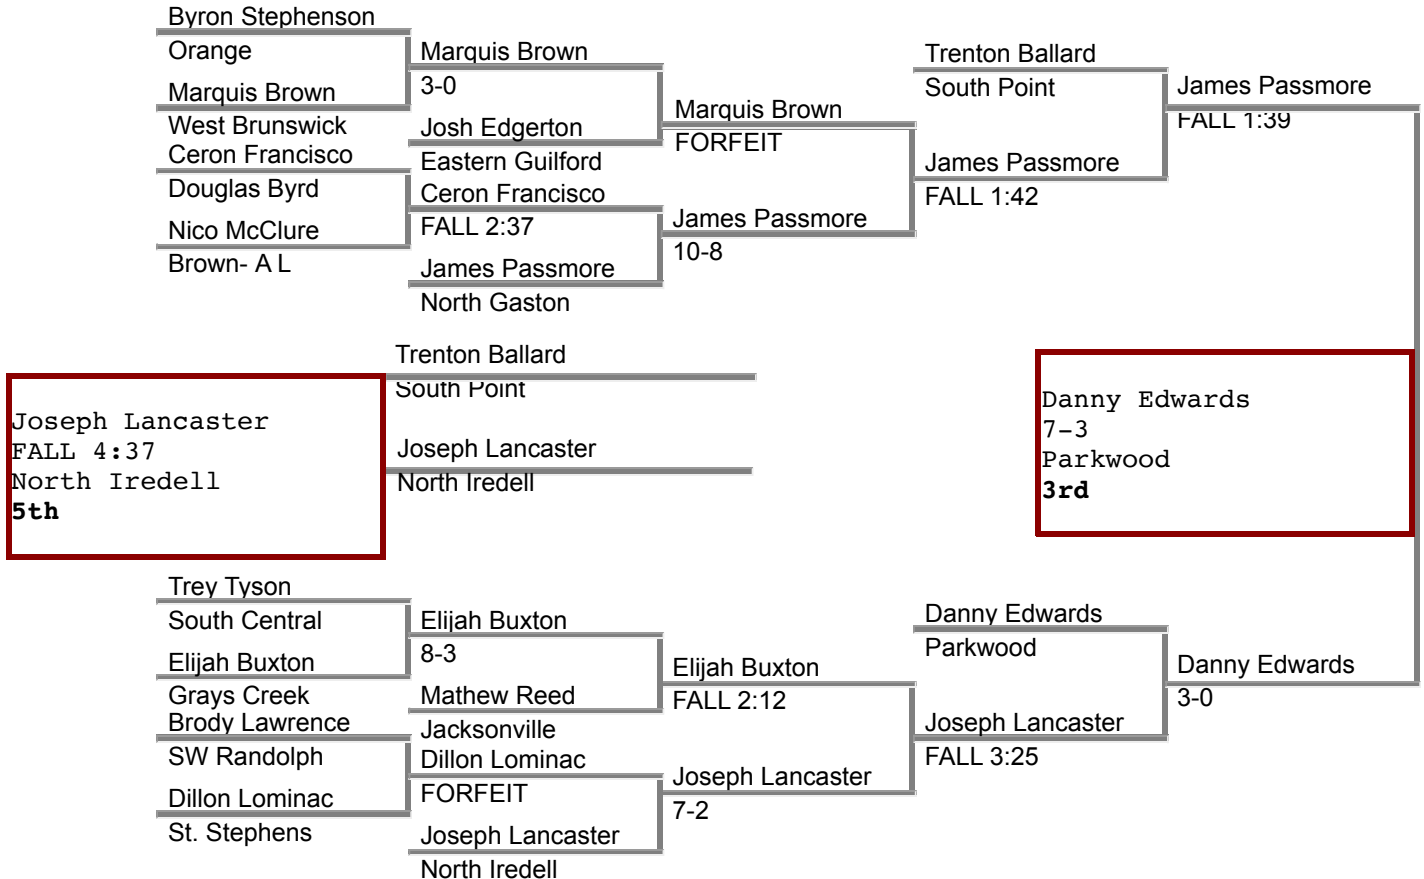 Byron Stephenson
Orange
Marquis Brown
West Brunswick
Ceron Francisco
Douglas Byrd
Nico McClure
Brown- A L
Marquis Brown
3-0
Josh Edgerton
Eastern Guilford
Ceron Francisco
FALL 2:37
James Passmore
North Gaston
Marquis Brown
FORFEIT
James Passmore
10-8
Trenton Ballard
South Point
James Passmore
FALL 1:42
James Passmore
FALL 1:39
Trenton Ballard
South Point
Joseph Lancaster
North Iredell
Joseph Lancaster
FALL 4:37
North Iredell
5th
Danny Edwards
7-3
Parkwood
3rd
Trey Tyson
South Central
Elijah Buxton
Grays Creek
Brody Lawrence
SW Randolph
Dillon Lominac
St. Stephens
Elijah Buxton
8-3
Mathew Reed
Jacksonville
Dillon Lominac
FORFEIT
Joseph Lancaster
North Iredell
Elijah Buxton
FALL 2:12
Joseph Lancaster
7-2
Danny Edwards
Parkwood
Joseph Lancaster
FALL 3:25
Danny Edwards
3-0